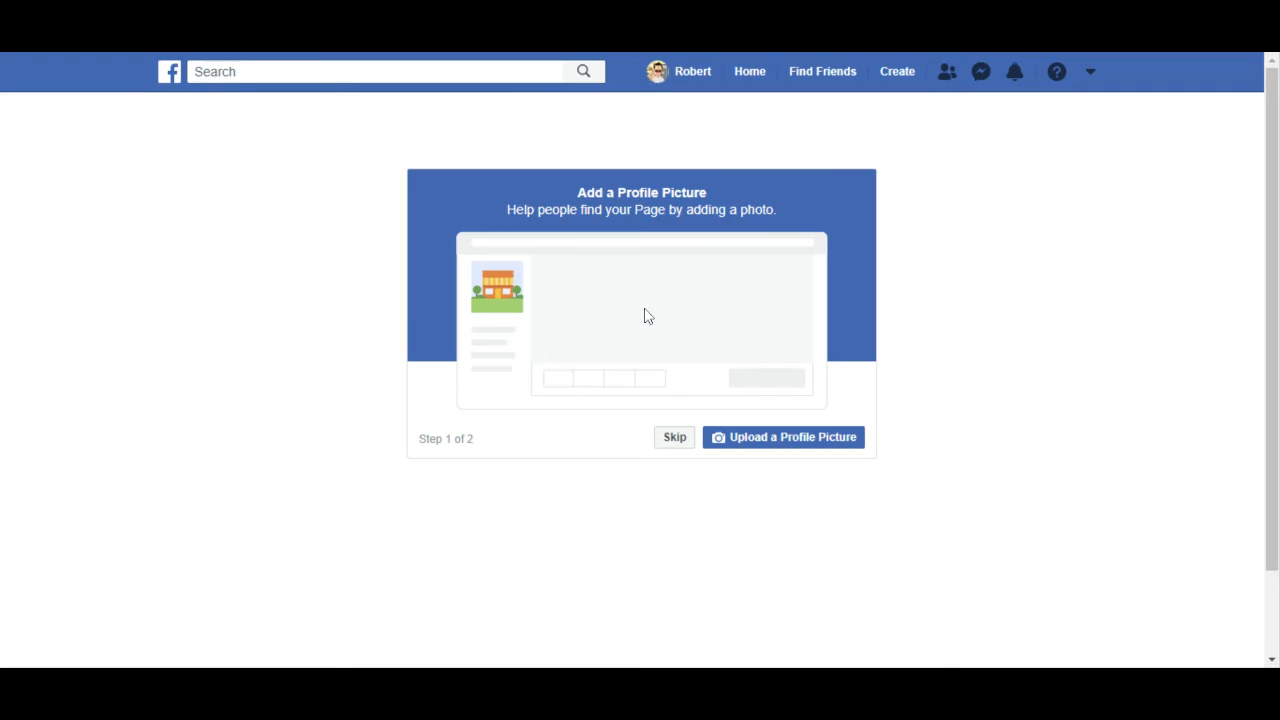 Search
Robert Home Find Friends Create
Add a Profile Picture
Help people find your Page by adding a photo.
Step 1 of 2
Skip
Upload a Profile Picture